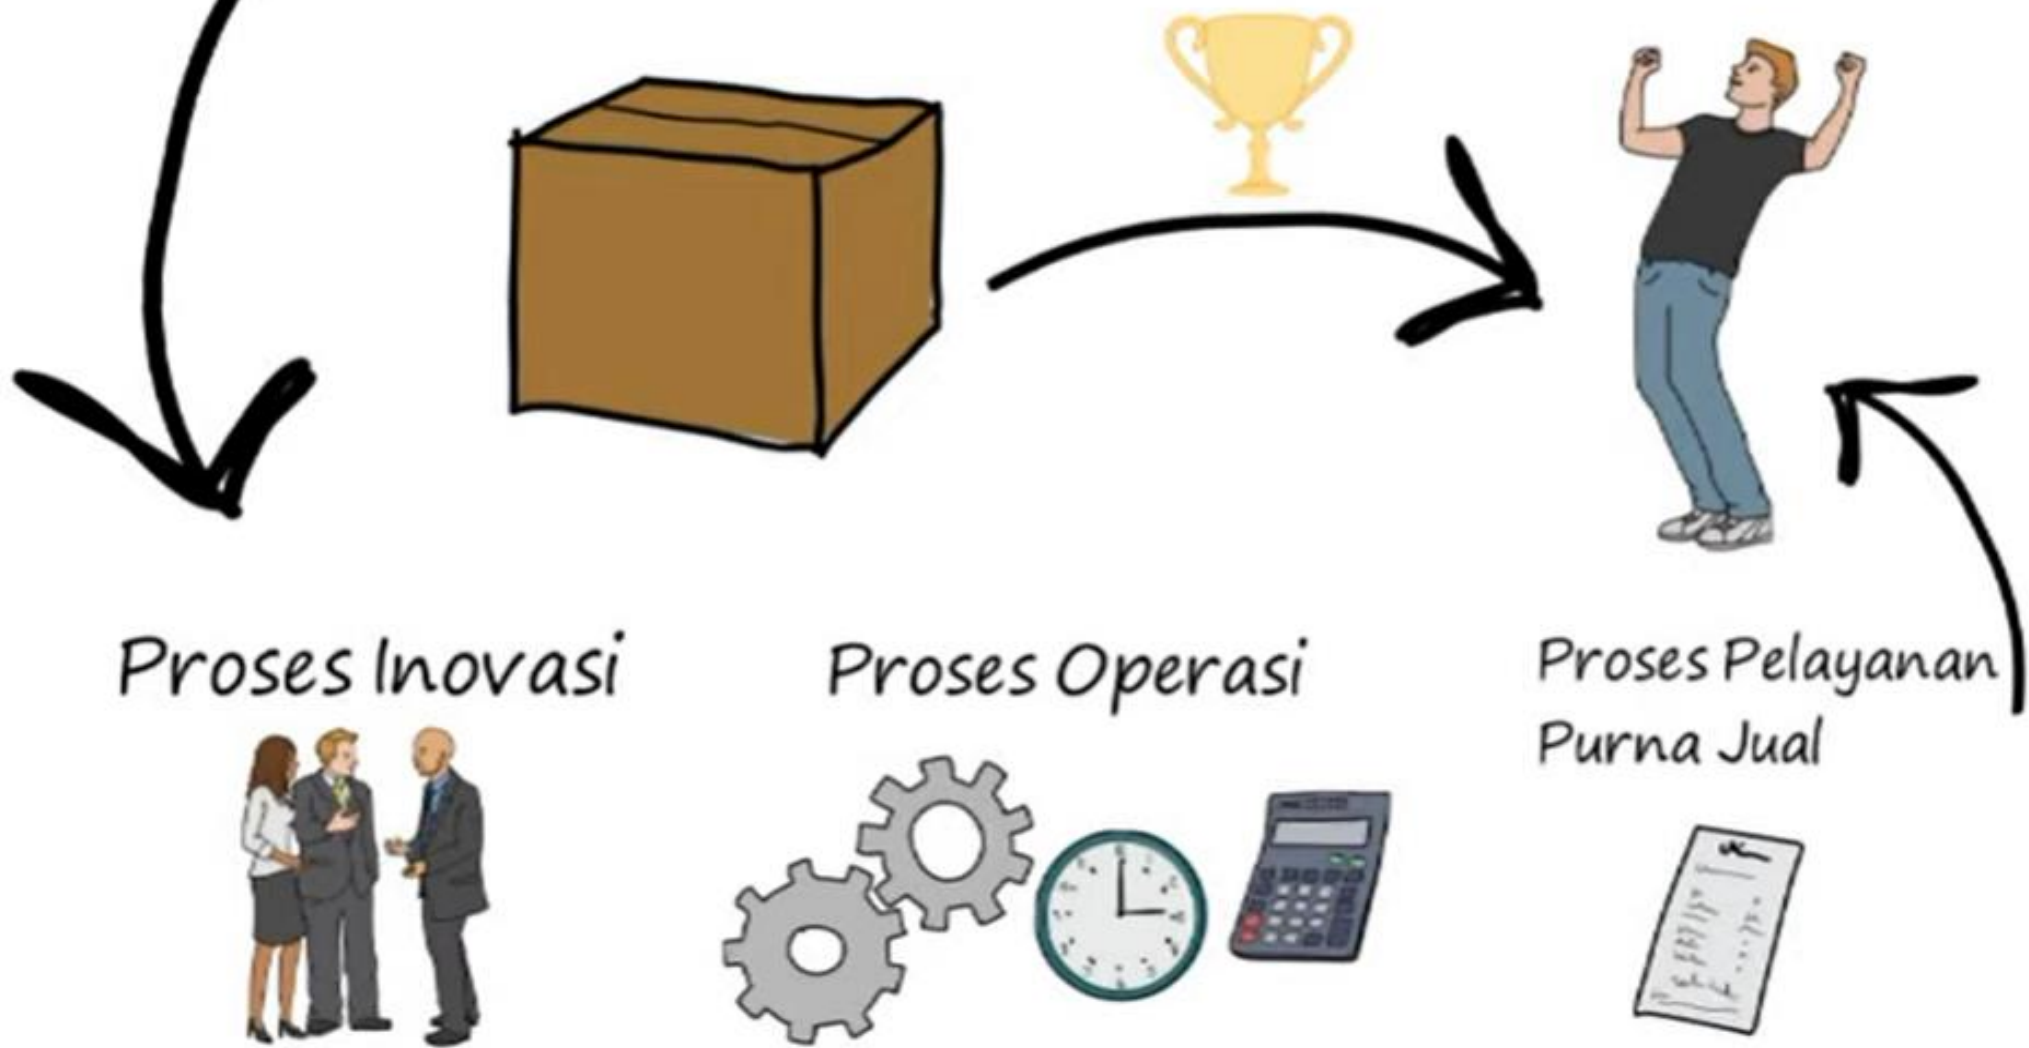 Proses Inovasi
Proses Operasi
Proses Pelayanan
Purna Jual